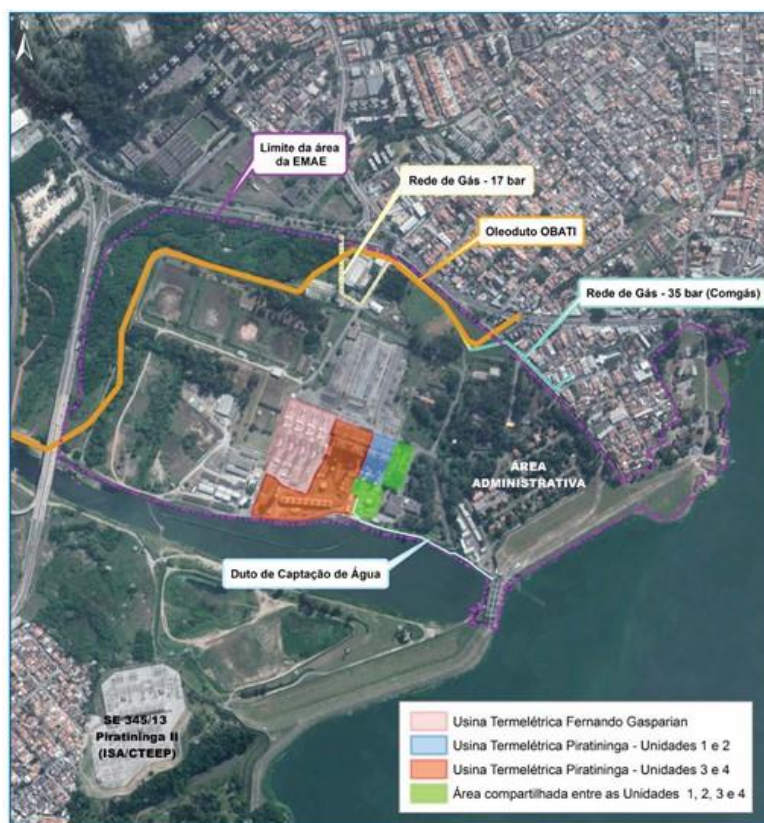 N
Limite da área
da EMAE
Rede de Gás - 17 bar
Oleoduto OBATI
Rede de Gás - 35 bar (Comgás)
ÁREA
ADMINISTRATIVA
Duto de Captação de Água
SE 345/13
Piratininga II
(ISA/CTEEP)
Usina Termelétrica Fernando Gasparian
Usina Termelétrica Piratininga - Unidades 1 e 2
Usina Termelétrica Piratininga - Unidades 3 e 4
Área compartilhada entre as Unidades 1, 2, 3 e 4